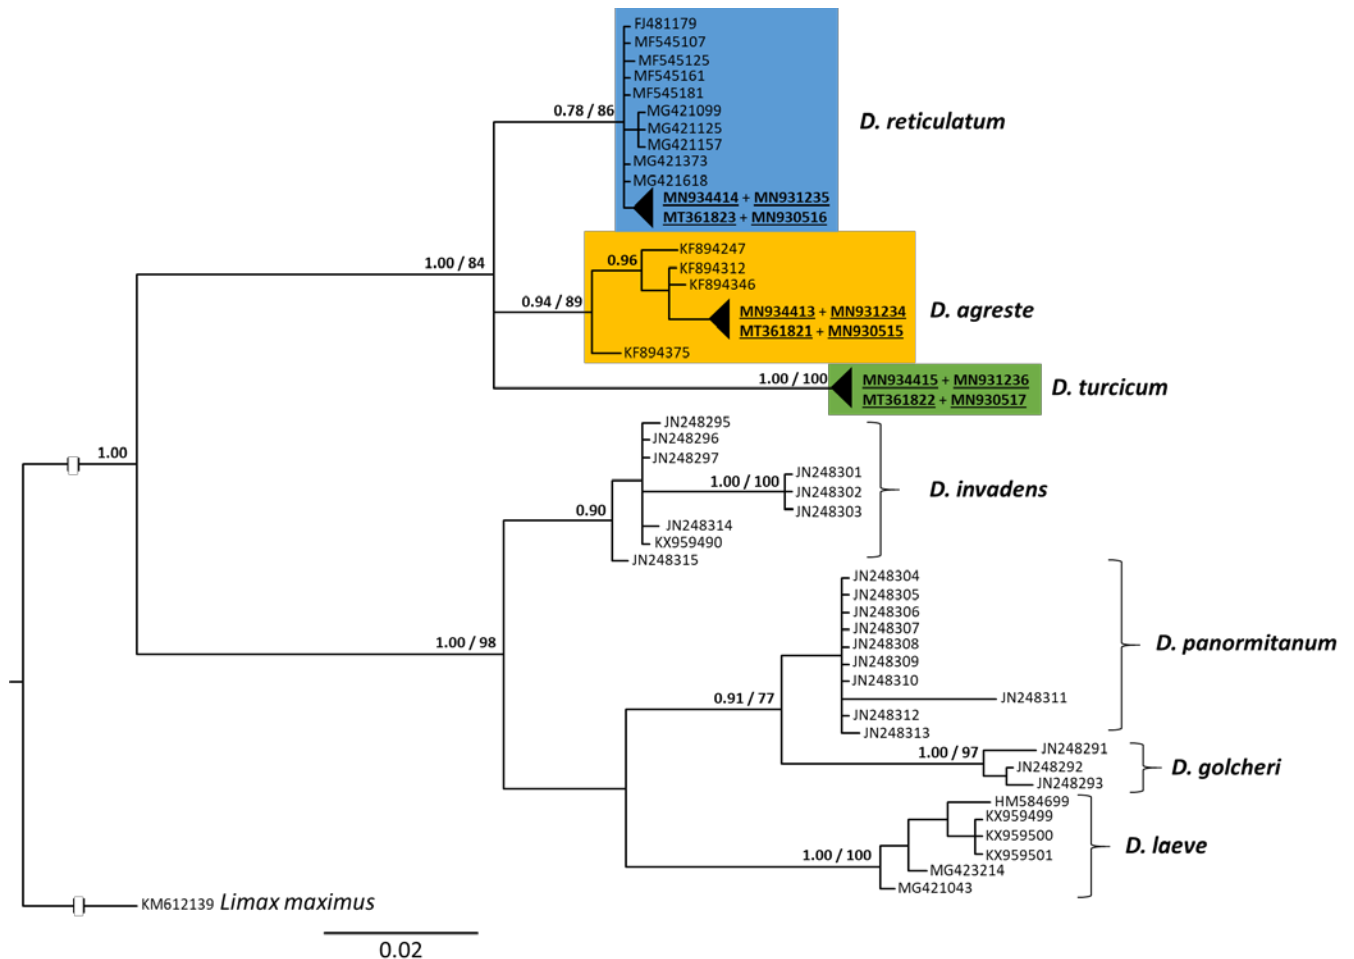 FJ481179
MF545107
MF545125
MF545161
MF545181
0.78 / 86
MG421099
MG421125
MG421157
MG421373
MG421618
MN934414 + MN931235
MT361823 + MN930516
D. reticulatum
1.00 / 84
KF894247
0.96
KF894312
KF894346
0.94 / 89
MN934413 + MN931234
MT361821 + MN930515
KF894375
D. agreste
1.00 / 100
MN934415 + MN931236
MT361822 + MN930517
D. turcicum
1.00
JN248295
JN248296
JN248297
1.00 / 100
JN248301
JN248302
JN248303
0.90
JN248314
KX959490
JN248315
D. invadens
1.00 / 98
JN248304
JN248305
JN248306
JN248307
JN248308
JN248309
JN248310
JN248311
JN248312
JN248313
0.91 / 77
D. panormitanum
1.00 / 97
JN248291
JN248292
JN248293
D. golcheri
HM584699
KX959499
KX959500
KX959501
1.00 / 100
MG423214
MG421043
D. laeve
KM612139 Limax maximus
0.02